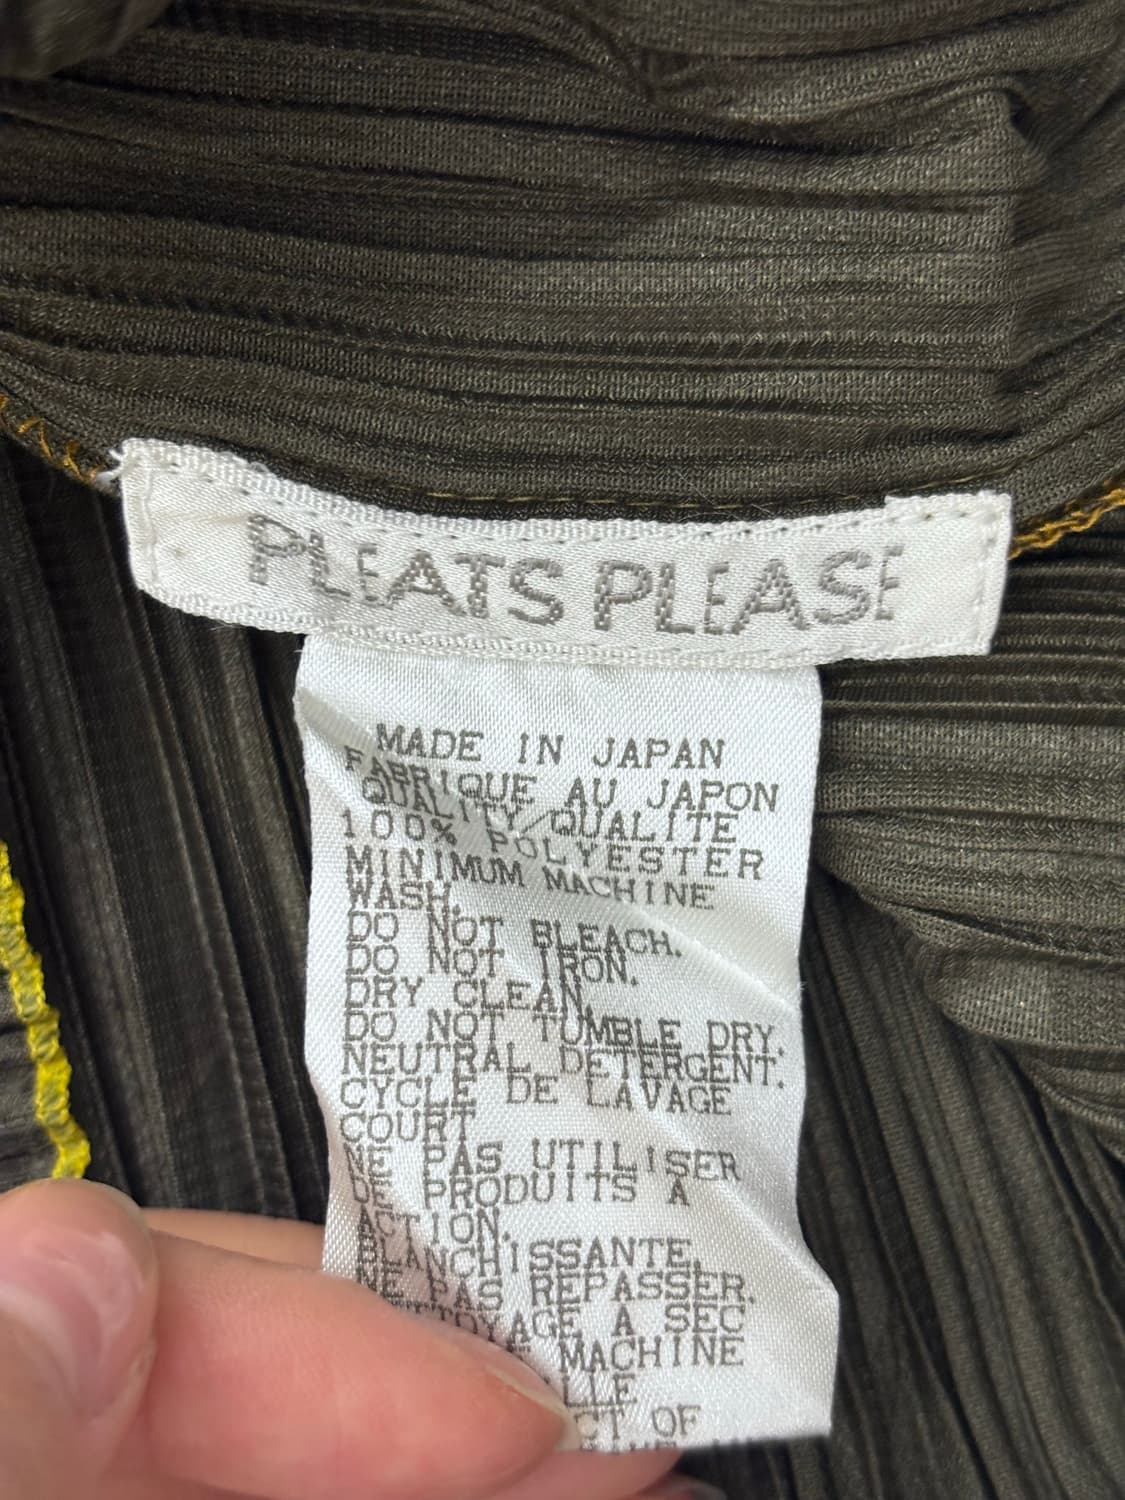 PLEATS PLEASE
MADE IN JAPAN
FABRIQUE AU JAPON
QUALITY/QUALITE
100% POLYESTER
MINIMUM MACHINE
WASH.
DO NOT BLEACH.
DO NOT IRON.
DRY CLEAN.
DO NOT TUMBLE DRY.
NEUTRAL DETERGENT.
CYCLE DE LAVAGE
COURT
NE PAS UTILISER
DE PRODUITS A
ACTION.
BLANCHISSANTE.
NE PAS REPASSER.
A SEC
MACHINE
OF